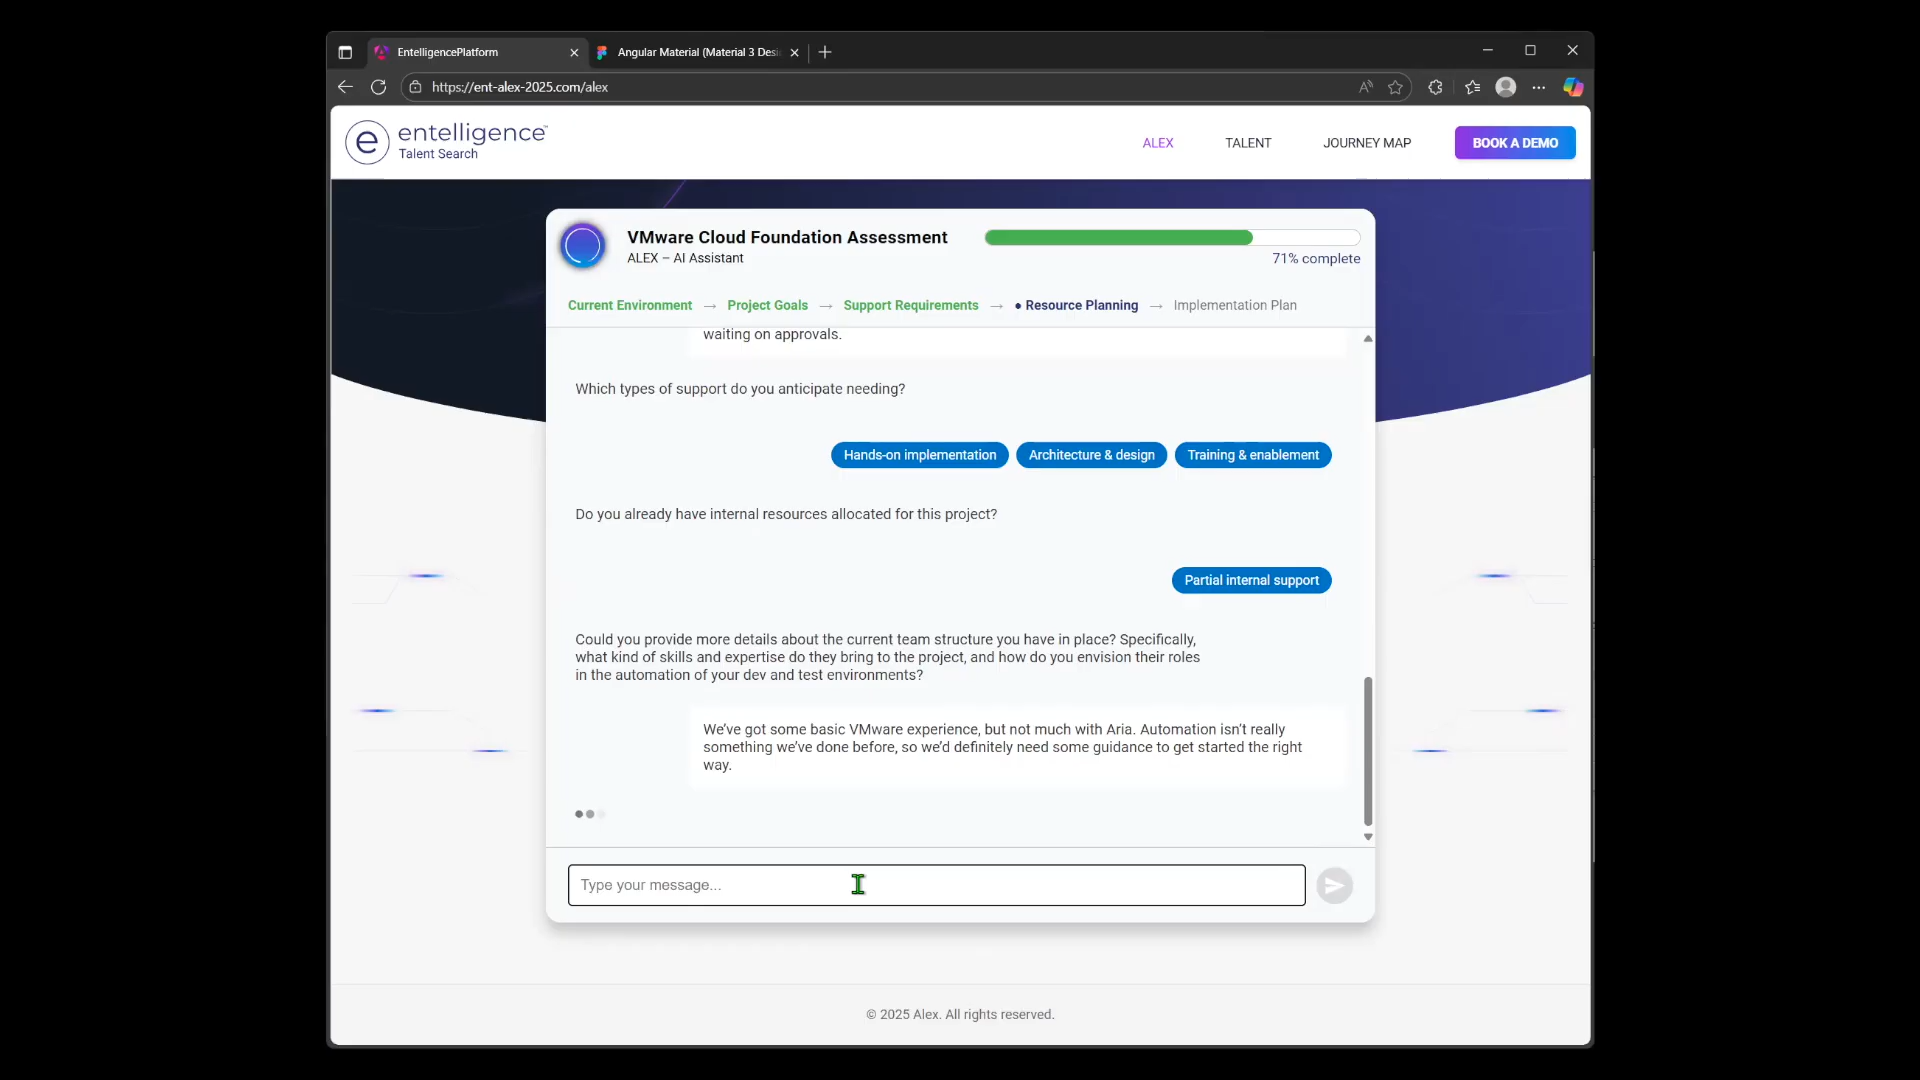 EntelligencePlatform
Angular Material (Material 3 Desi
https://ent-alex-2025.com/alex
entelligence™
Talent Search
ALEX
TALENT
JOURNEY MAP
BOOK A DEMO
VMware Cloud Foundation Assessment
ALEX – AI Assistant
71% complete
Current Environment → Project Goals → Support Requirements → • Resource Planning → Implementation Plan
waiting on approvals.
Which types of support do you anticipate needing?
Hands-on implementation
Architecture & design
Training & enablement
Do you already have internal resources allocated for this project?
Partial internal support
Could you provide more details about the current team structure you have in place? Specifically,
what kind of skills and expertise do they bring to the project, and how do you envision their roles
in the automation of your dev and test environments?
We’ve got some basic VMware experience, but not much with Aria. Automation isn’t really
something we’ve done before, so we’d definitely need some guidance to get started the right
way.
Type your message...
© 2025 Alex. All rights reserved.